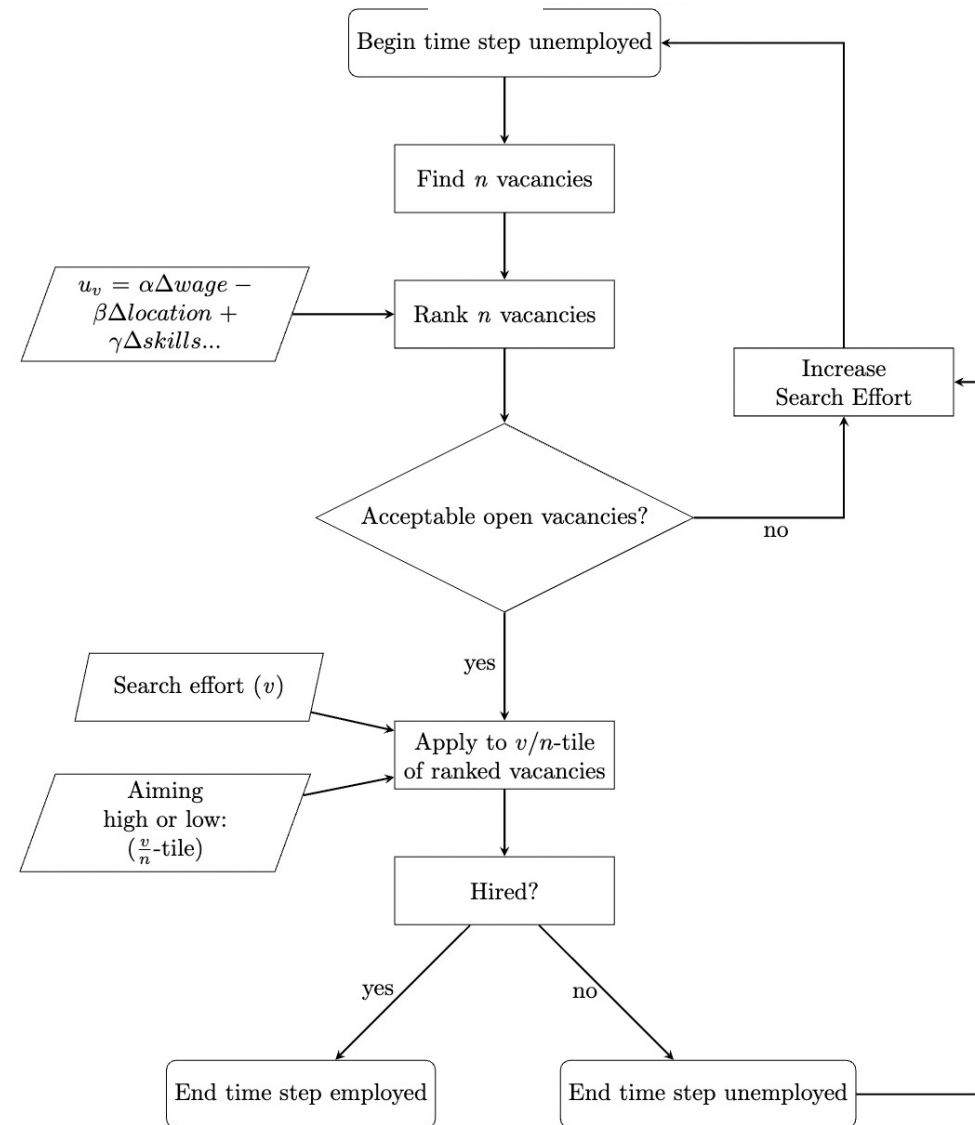 Begin time step unemployed
Find n vacancies
u_v = αΔwage −
βΔlocation +
γΔskills...
Rank n vacancies
Increase
Search Effort
Acceptable open vacancies?
no
yes
Search effort (v)
Apply to v/n-tile
of ranked vacancies
Aiming
high or low:
(v/n-tile)
Hired?
yes
no
End time step employed
End time step unemployed